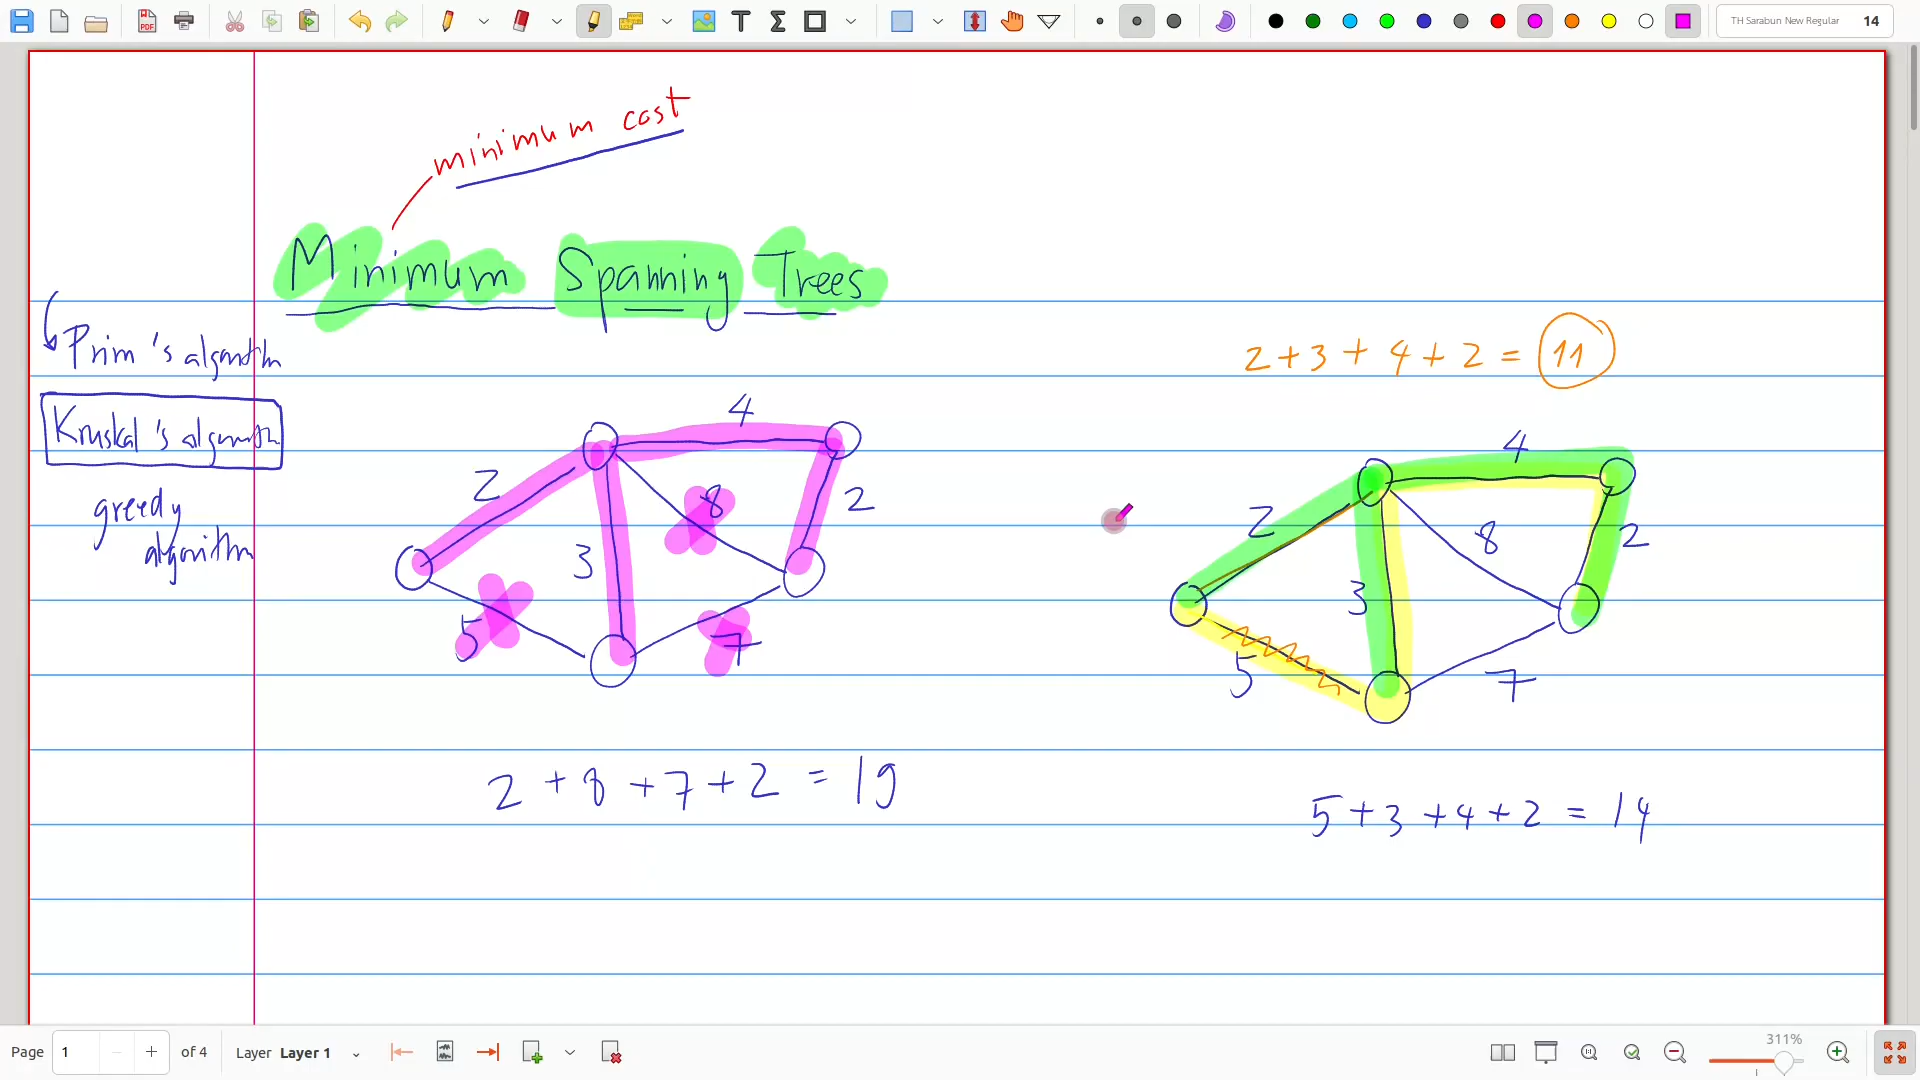 TH Sarabun New Regular 14
minimum cost
Minimum Spanning Trees
Prim's algorithm
Kruskal's algorithm
greedy
algorithm
2+3+4+2=11
4
2
8
2
3
5
7
4
2
8
2
3
5
7
2+8+7+2=19
5+3+4+2=14
Page 1 of 4 Layer Layer 1
311%